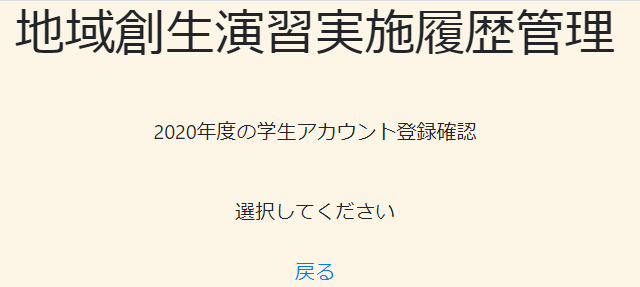 地域創生演習実施履歴管理
2020年度の学生アカウント登録確認
選択してください
戻る